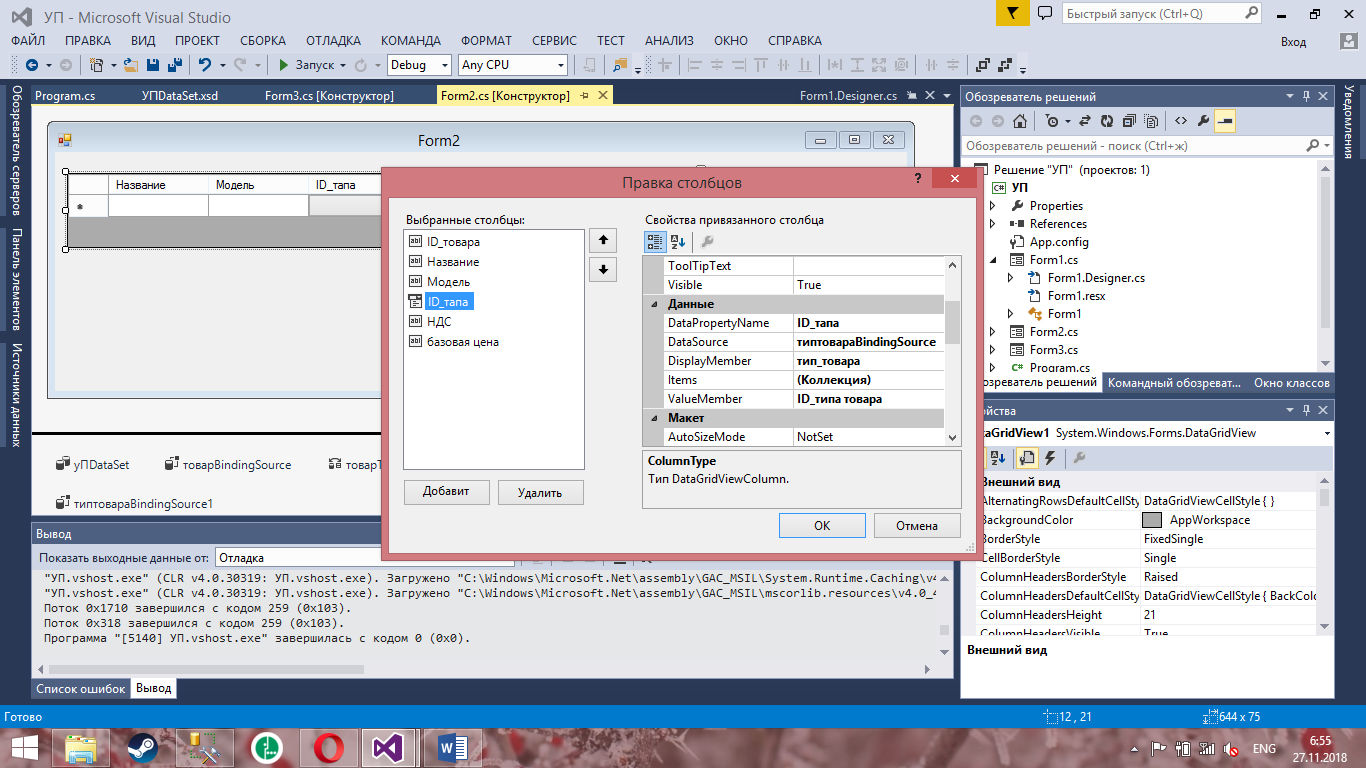 УП - Microsoft Visual Studio
Быстрый запуск (Ctrl+Q)
ФАЙЛ ПРАВКА ВИД ПРОЕКТ СБОРКА ОТЛАДКА КОМАНДА ФОРМАТ СЕРВИС ТЕСТ АНАЛИЗ ОКНО СПРАВКА
Вход
Запуск Debug Any CPU
Обозреватель серверов
Панель элементов
Источники данных
Program.cs УПDataSet.xsd Form3.cs [Конструктор] Form2.cs [Конструктор] Form1.Designer.cs
Form2
Название Модель ID_тапа
Правка столбцов
?
Выбранные столбцы:
ID_товара
Название
Модель
ID_тапа
НДС
базовая цена
Добавит Удалить
Свойства привязанного столбца
ToolTipText
Visible True
Данные
DataPropertyName ID_тапа
DataSource типтовараBindingSource
DisplayMember тип_товара
Items (Коллекция)
ValueMember ID_типа товара
Макет
AutoSizeMode NotSet
ColumnType
Тип DataGridViewColumn.
OK Отмена
уПDataSet товарBindingSource товарТ
типтовараBindingSource1
Вывод
Показать выходные данные от: Отладка
"УП.vshost.exe" (CLR v4.0.30319: УП.vshost.exe). Загружено "C:\Windows\Microsoft.Net\assembly\GAC_MSIL\System.Runtime.Caching\v4
"УП.vshost.exe" (CLR v4.0.30319: УП.vshost.exe). Загружено "C:\Windows\Microsoft.Net\assembly\GAC_MSIL\mscorlib.resources\v4.0_4
Поток 0x1710 завершился с кодом 259 (0x103).
Поток 0x318 завершился с кодом 259 (0x103).
Программа "[5140] УП.vshost.exe" завершилась с кодом 0 (0x0).
Список ошибок Вывод
Обозреватель решений
Обозреватель решений - поиск (Ctrl+ж)
Решение "УП" (проектов: 1)
УП
Properties
References
App.config
Form1.cs
Form1.Designer.cs
Form1.resx
Form1
Form2.cs
Form3.cs
Program.cs
бозреватель решений Командный обозреват... Окно классов
Уведомления
ойства
taGridView1 System.Windows.Forms.DataGridView
Внешний вид
AlternatingRowsDefaultCellSty DataGridViewCellStyle { }
BackgroundColor AppWorkspace
BorderStyle FixedSingle
CellBorderStyle Single
ColumnHeadersBorderStyle Raised
ColumnHeadersDefaultCellSty DataGridViewCellStyle { BackColo
ColumnHeadersHeight 21
ColumnHeadersVisible True
Внешний вид
Готово 12 , 21 644 x 75
ENG
6:55
27.11.2018